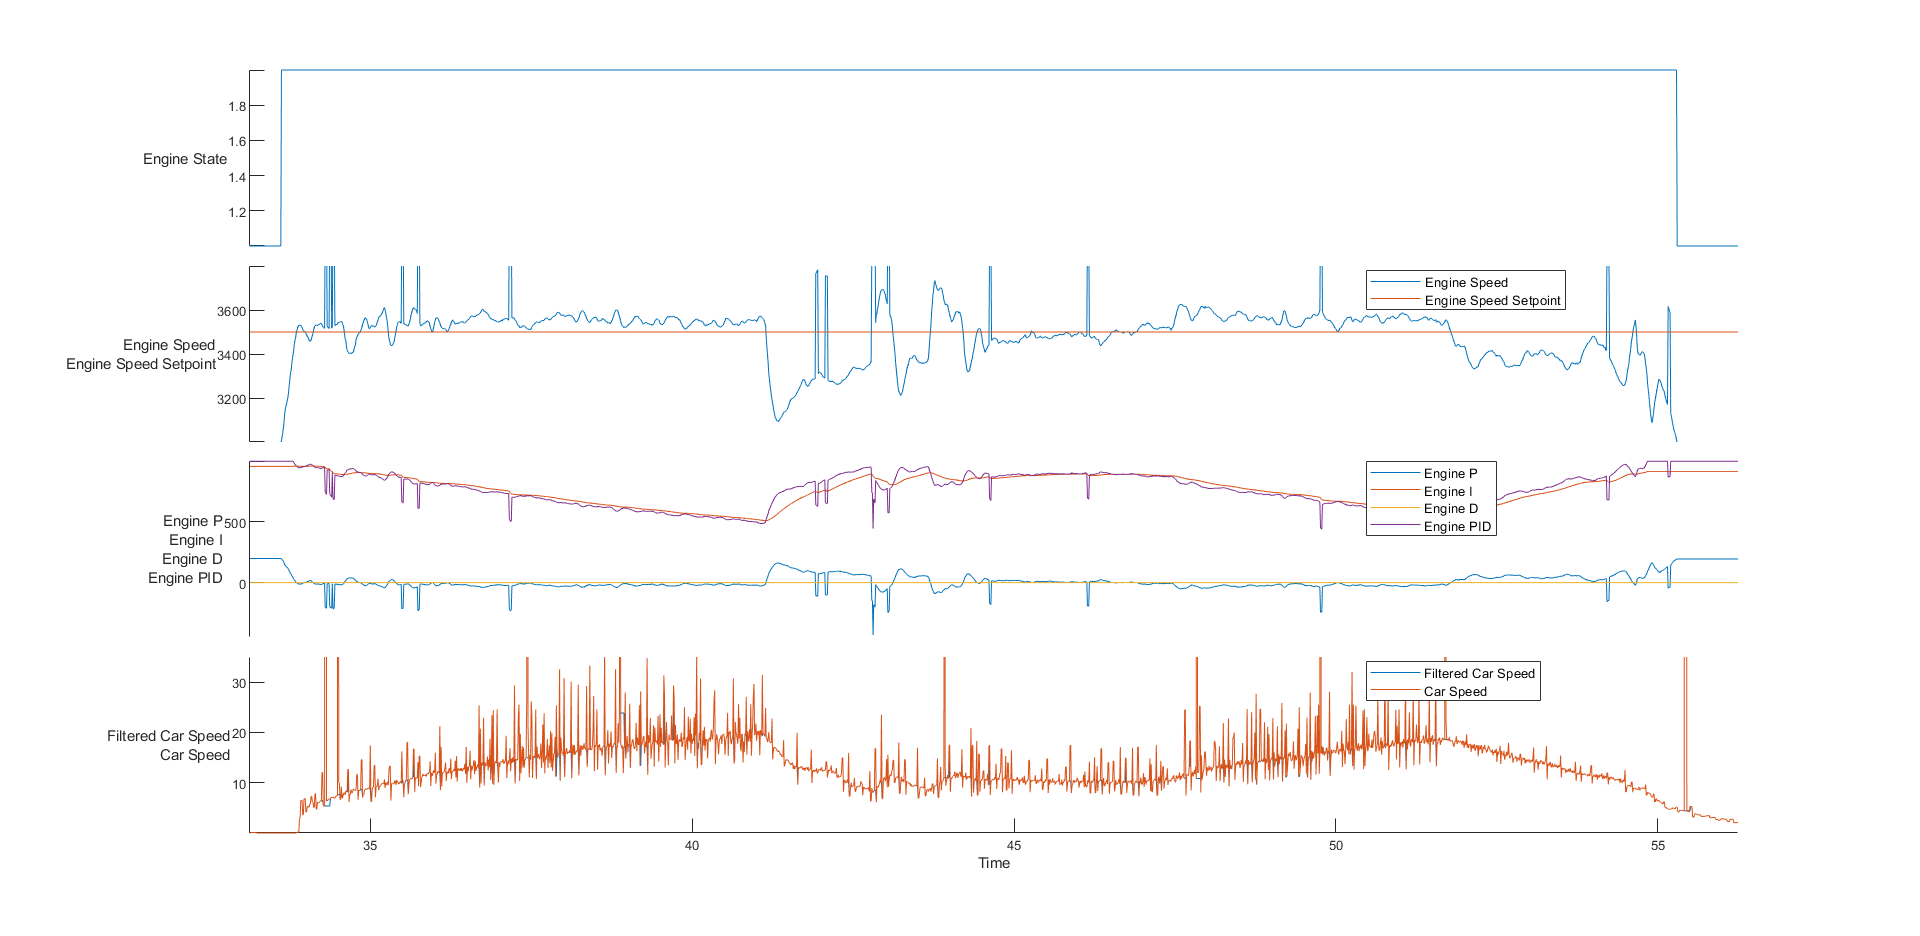 1.8
1.6
Engine State
1.4
1.2
3600
Engine Speed
Engine Speed Setpoint
Engine Speed
Engine Speed Setpoint
3400
3200
Engine P
Engine I
Engine D
Engine PID
Engine P
Engine I
Engine D
Engine PID
500
0
Filtered Car Speed
Car Speed
30
Filtered Car Speed
Car Speed
20
10
35 40 45 50 55
Time